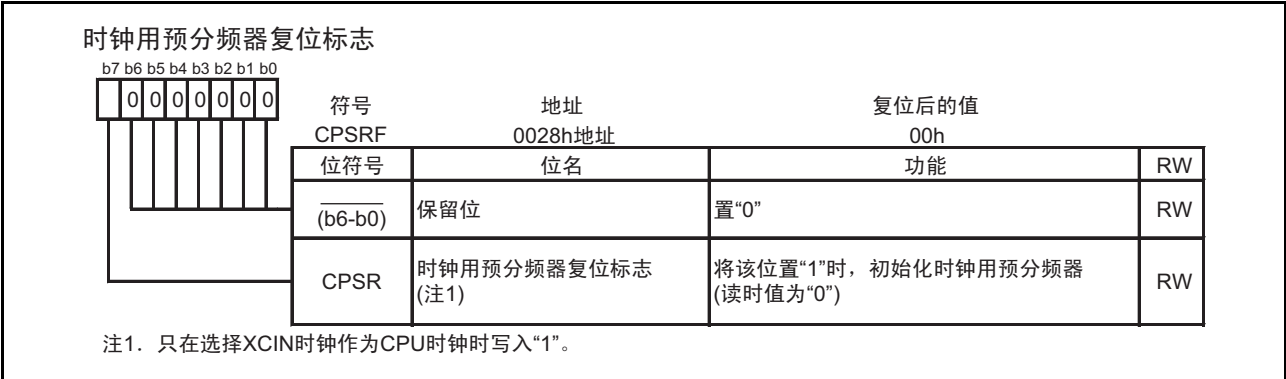 时钟用预分频器复位标志
b7 b6 b5 b4 b3 b2 b1 b0
0 0 0 0 0 0 0
符号 地址 复位后的值
CPSRF 0028h地址 00h
位符号 位名 功能 RW
(b6-b0) 保留位 置“0” RW
CPSR 时钟用预分频器复位标志 将该位置“1”时，初始化时钟用预分频器 RW
(注1) (读时值为“0”)
注1. 只在选择XCIN时钟作为CPU时钟时写入“1”。